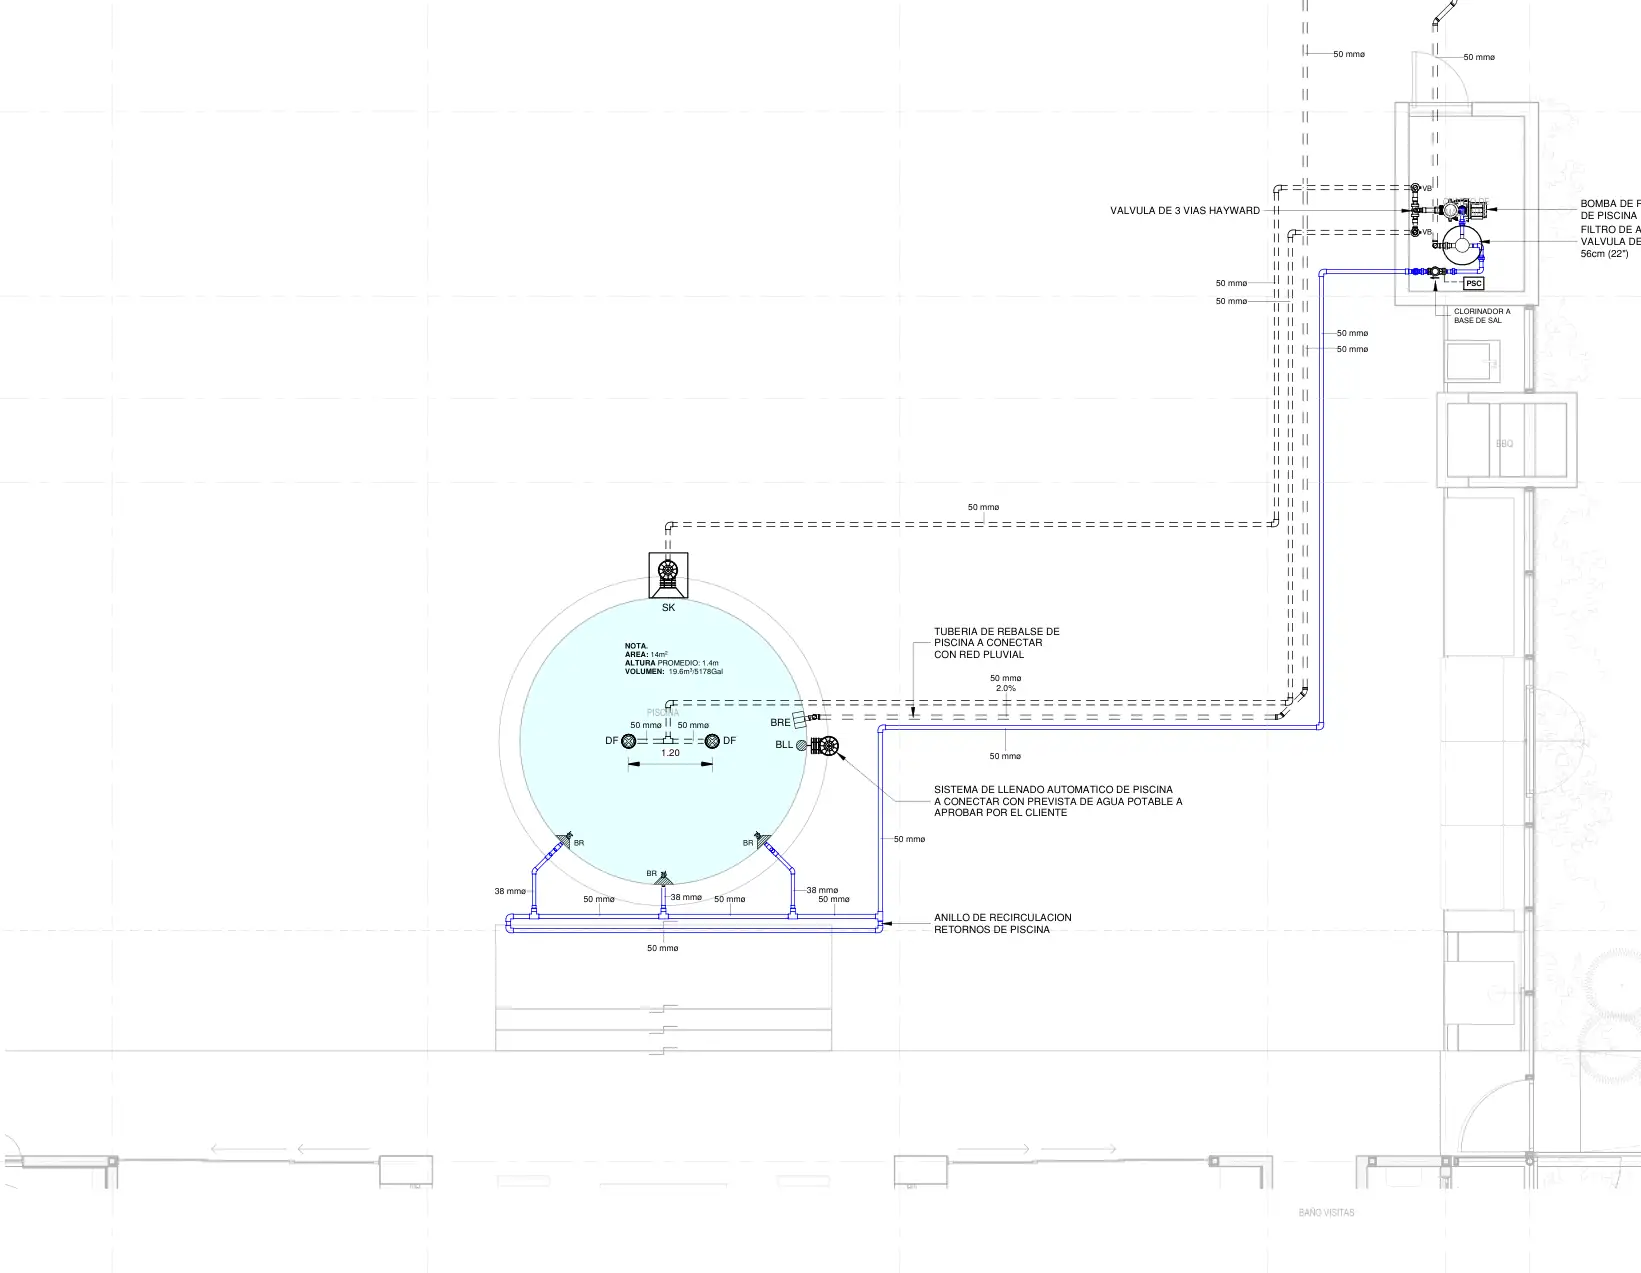 50 mmø
50 mmø
VB
VALVULA DE 3 VIAS HAYWARD
BOMBA DE
DE PISCINA
FILTRO DE
VALVULA DE
56cm (22")
VB
PSC
50 mmø
50 mmø
CLORINADOR A
BASE DE SAL
50 mmø
50 mmø
BBQ
50 mmø
SK
NOTA.
AREA: 14m²
ALTURA PROMEDIO: 1.4m
VOLUMEN: 19.6m³/5178Gal
TUBERIA DE REBALSE DE
PISCINA A CONECTAR
CON RED PLUVIAL
50 mmø
2.0%
PISCINA
50 mmø 50 mmø
BRE
DF DF
BLL
1.20
50 mmø
SISTEMA DE LLENADO AUTOMATICO DE PISCINA
A CONECTAR CON PREVISTA DE AGUA POTABLE A
APROBAR POR EL CLIENTE
BR BR
50 mmø
BR
38 mmø 38 mmø 38 mmø
50 mmø 50 mmø 50 mmø
ANILLO DE RECIRCULACION
RETORNOS DE PISCINA
50 mmø
BAÑO VISITAS